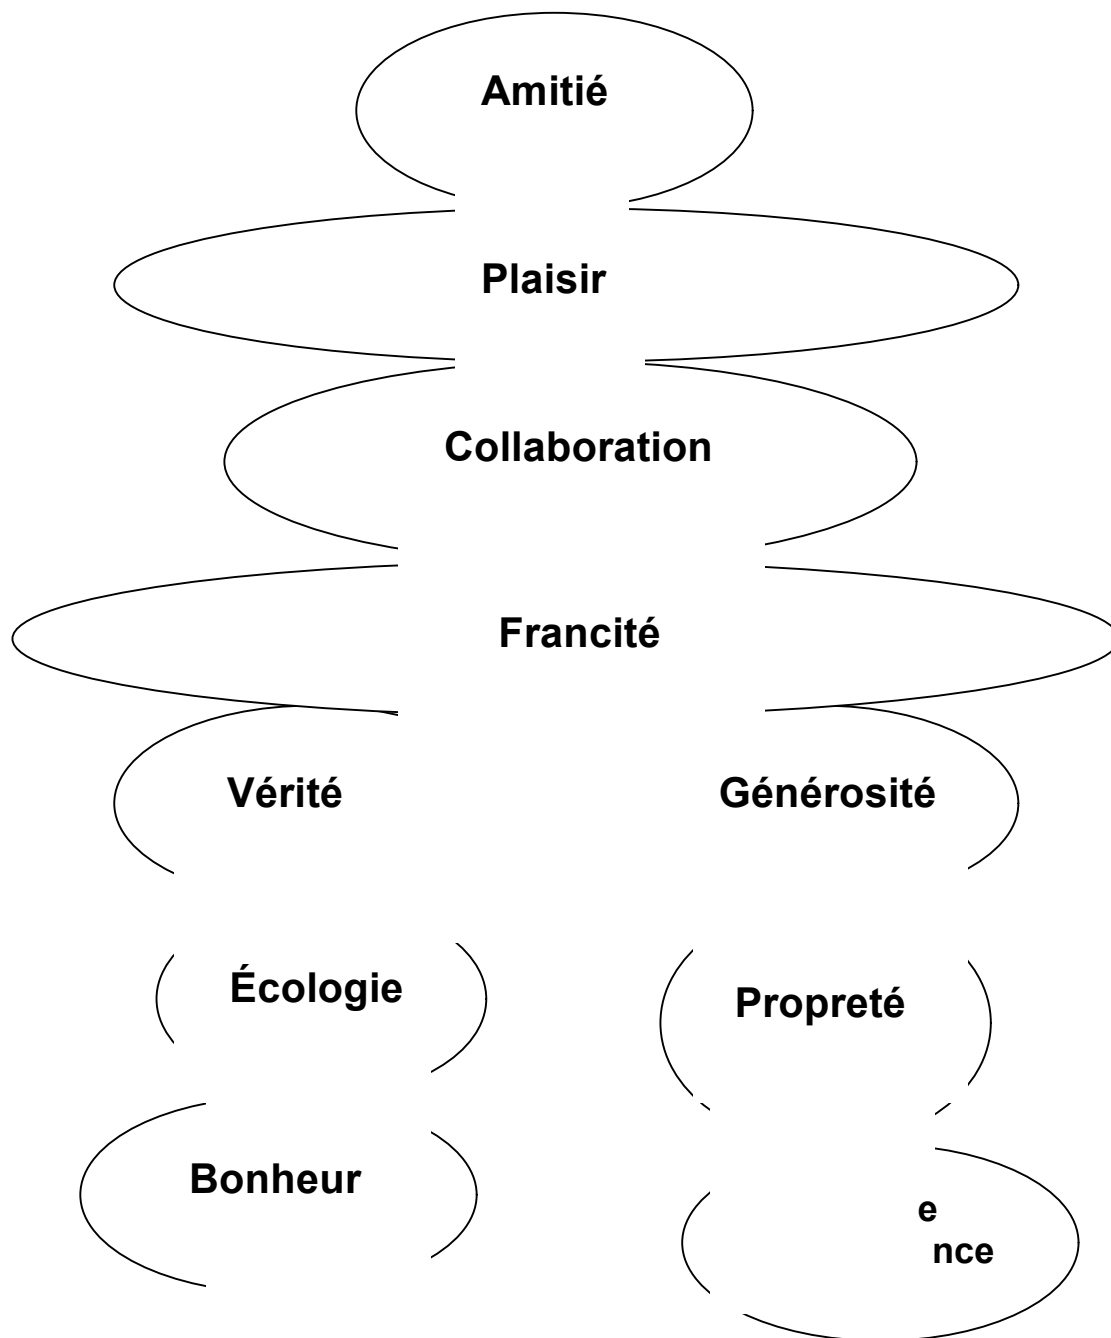 Amitié
Plaisir
Collaboration
Francité
Vérité
Générosité
Écologie
Propreté
Bonheur
e
nce